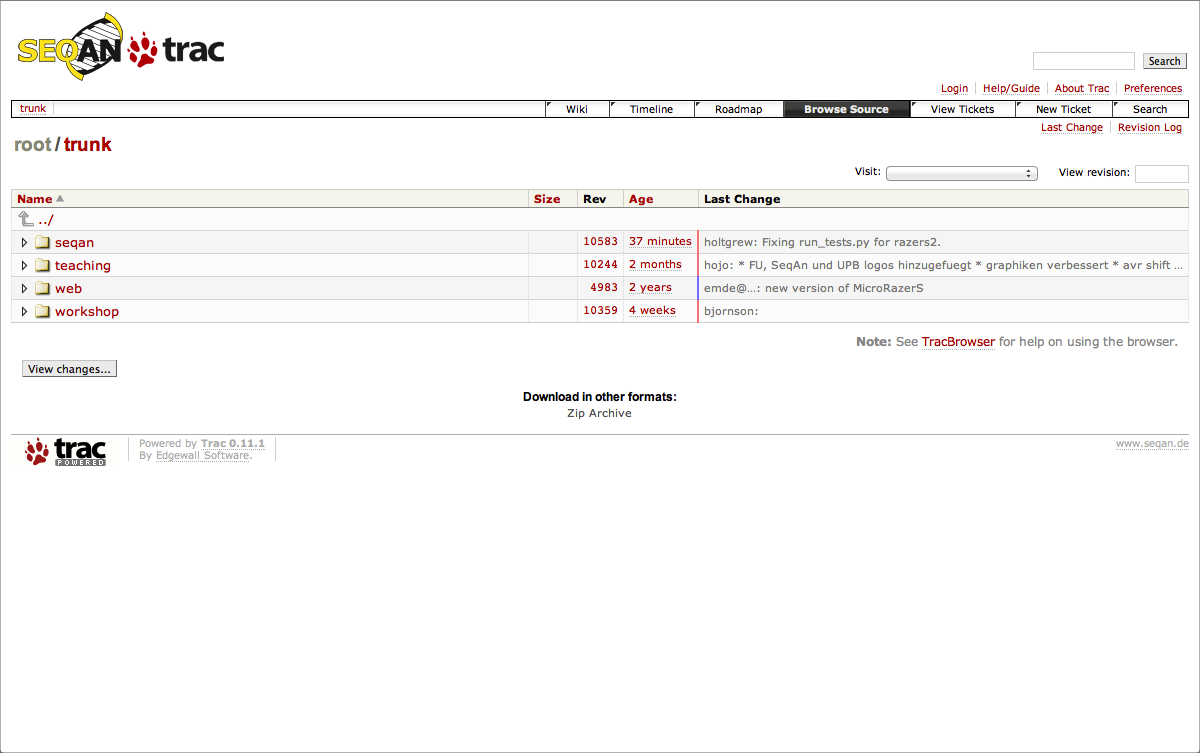 SEQAN trac
Search
Login Help/Guide About Trac Preferences
trunk Wiki Timeline Roadmap Browse Source View Tickets New Ticket Search
Last Change Revision Log
root / trunk
Visit: View revision:
Name Size Rev Age Last Change
../
seqan 10583 37 minutes holtgrew: Fixing run_tests.py for razers2.
teaching 10244 2 months hojo: * FU, SeqAn und UPB logos hinzugefuegt * graphiken verbessert * avr shift ...
web 4983 2 years emde@...: new version of MicroRazerS
workshop 10359 4 weeks bjornson:
Note: See TracBrowser for help on using the browser.
View changes...
Download in other formats:
Zip Archive
trac POWERED
Powered by Trac 0.11.1
By Edgewall Software.
www.seqan.de